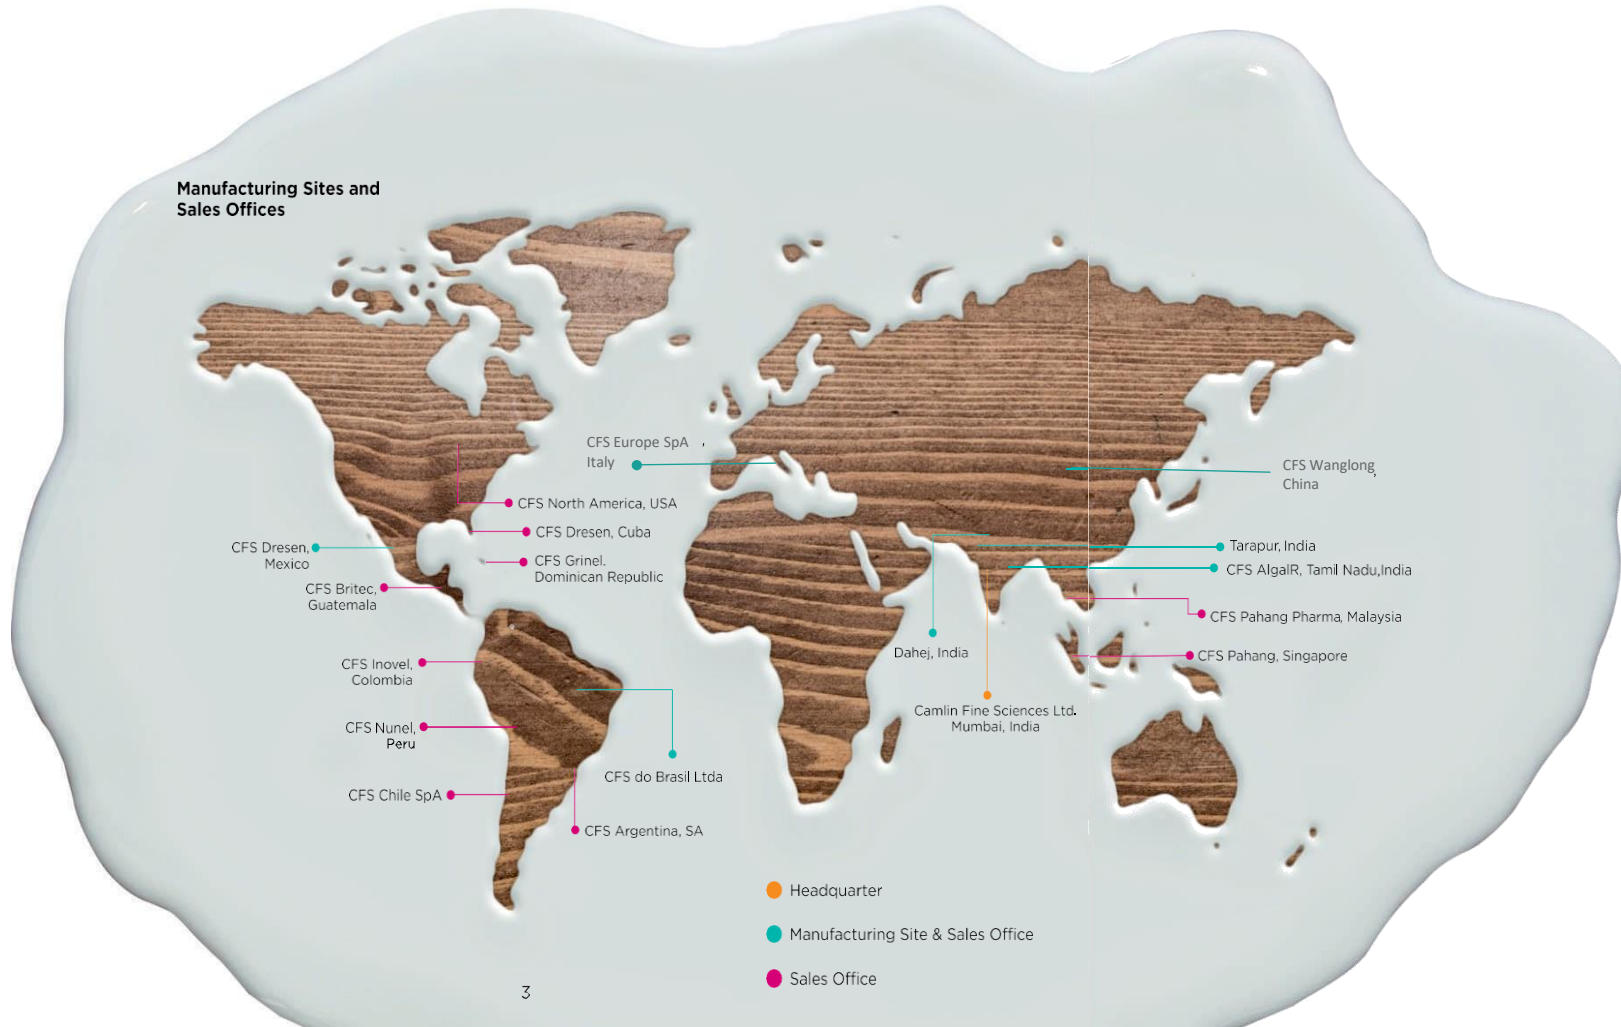 Manufacturing Sites and
Sales Offices
CFS Europe SpA ,
Italy
CFS Wanglong,
China
CFS North America, USA
CFS Dresen, Cuba
CFS Dresen,
Mexico
CFS Grinel.
Dominican Republic
CFS Britec,
Guatemala
Tarapur, India
CFS AlgalR, Tamil Nadu,India
CFS Pahang Pharma, Malaysia
Dahej, India
CFS Pahang, Singapore
CFS Inovel,
Colombia
Camlin Fine Sciences Ltd.
Mumbai, India
CFS Nunel,
Peru
CFS do Brasil Ltda
CFS Chile SpA
CFS Argentina, SA
Headquarter
Manufacturing Site & Sales Office
Sales Office
3